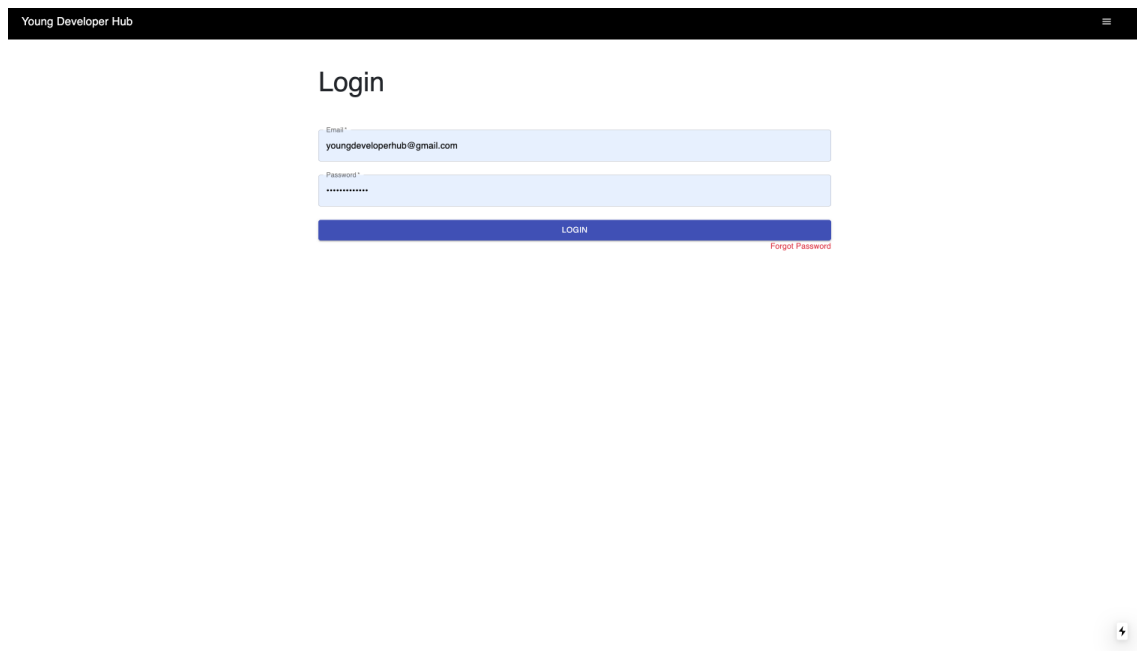 Young Developer Hub
Login
Email *
youngdeveloperhub@gmail.com
Password *
•••••••••••••
LOGIN
Forgot Password